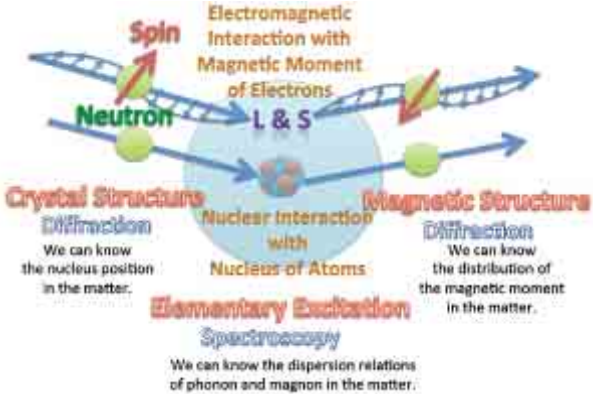 Electromagnetic
Interaction with
Magnetic Moment
of Electrons
Spin
Neutron
L & S
Crystal Structure
Diffraction
We can know
the nucleus position
in the matter.
Nuclear Interaction
with
Nucleus of Atoms
Magnetic Structure
Diffraction
We can know
the distribution of
the magnetic moment
in the matter.
Elementary Excitation
Spectroscopy
We can know the dispersion relations
of phonon and magnon in the matter.